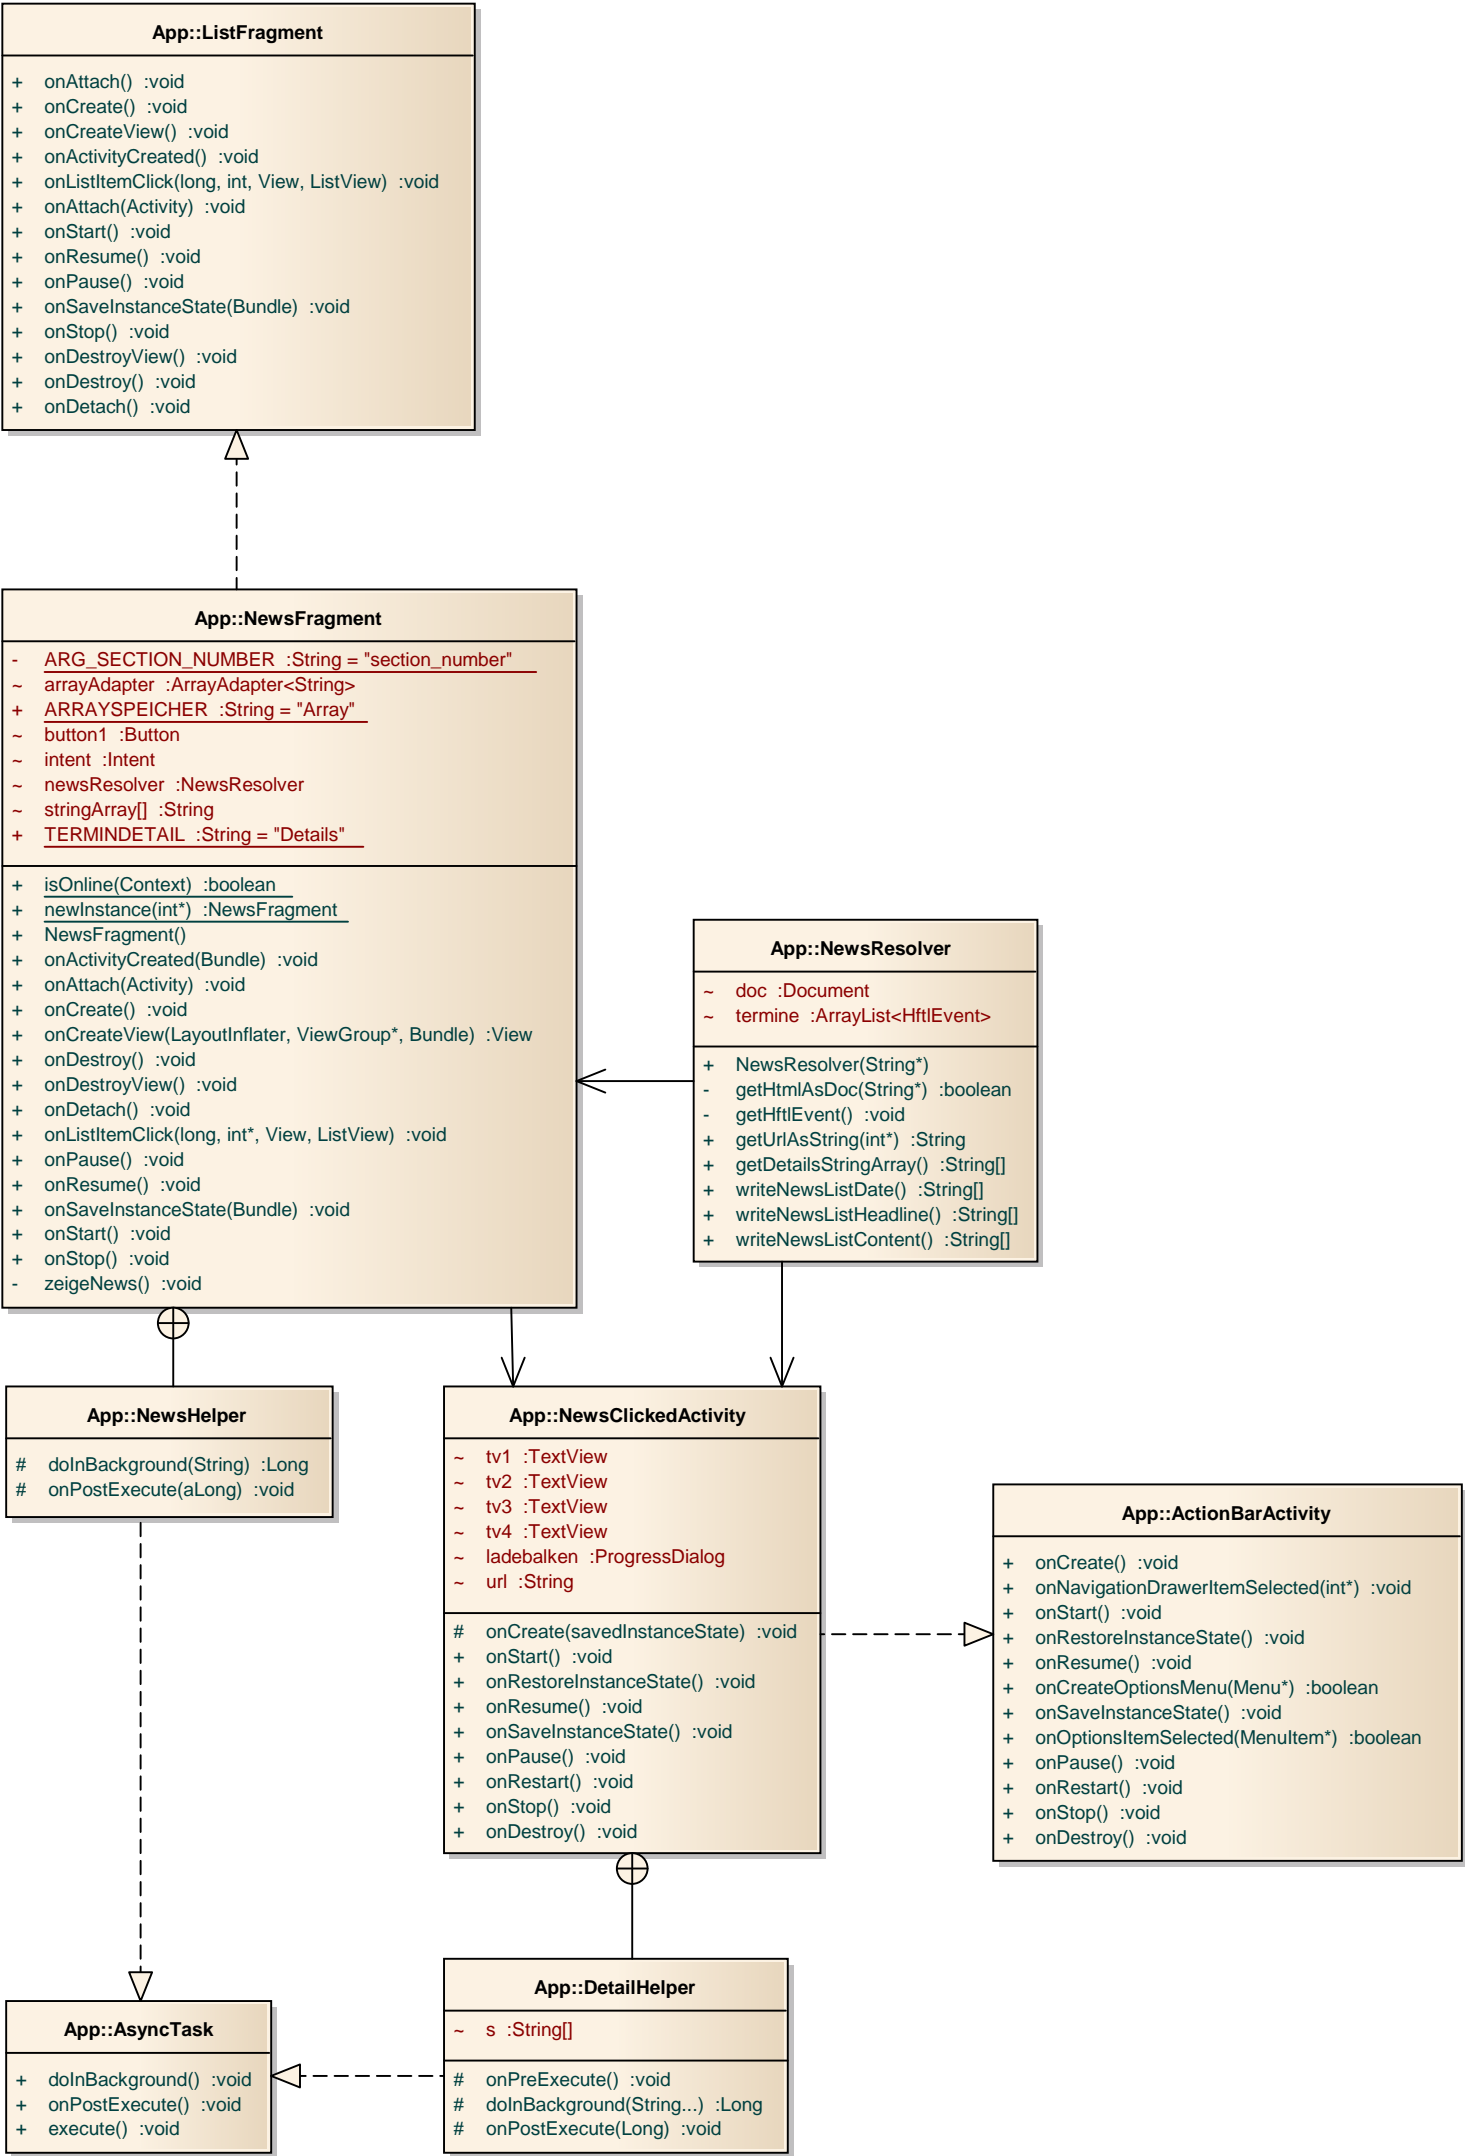 App::ListFragment
+ onAttach() :void
+ onCreate() :void
+ onCreateView() :void
+ onActivityCreated() :void
+ onListItemClick(long, int, View, ListView) :void
+ onAttach(Activity) :void
+ onStart() :void
+ onResume() :void
+ onPause() :void
+ onSaveInstanceState(Bundle) :void
+ onStop() :void
+ onDestroyView() :void
+ onDestroy() :void
+ onDetach() :void
App::NewsFragment
- ARG_SECTION_NUMBER :String = "section_number"
~ arrayAdapter :ArrayAdapter<String>
+ ARRAYSPEICHER :String = "Array"
~ button1 :Button
~ intent :Intent
~ newsResolver :NewsResolver
~ stringArray[] :String
+ TERMINDETAIL :String = "Details"
+ isOnline(Context) :boolean
+ newInstance(int*) :NewsFragment
+ NewsFragment()
+ onActivityCreated(Bundle) :void
+ onAttach(Activity) :void
+ onCreate() :void
+ onCreateView(LayoutInflater, ViewGroup*, Bundle) :View
+ onDestroy() :void
+ onDestroyView() :void
+ onDetach() :void
+ onListItemClick(long, int*, View, ListView) :void
+ onPause() :void
+ onResume() :void
+ onSaveInstanceState(Bundle) :void
+ onStart() :void
+ onStop() :void
- zeigeNews() :void
App::NewsResolver
~ doc :Document
~ termine :ArrayList<HftlEvent>
+ NewsResolver(String*)
- getHtmlAsDoc(String*) :boolean
- getHftlEvent() :void
+ getUrlAsString(int*) :String
+ getDetailsStringArray() :String[]
+ writeNewsListDate() :String[]
+ writeNewsListHeadline() :String[]
+ writeNewsListContent() :String[]
App::NewsHelper
# doInBackground(String) :Long
# onPostExecute(aLong) :void
App::NewsClickedActivity
~ tv1 :TextView
~ tv2 :TextView
~ tv3 :TextView
~ tv4 :TextView
~ ladebalken :ProgressDialog
~ url :String
# onCreate(savedInstanceState) :void
+ onStart() :void
+ onRestoreInstanceState() :void
+ onResume() :void
+ onSaveInstanceState() :void
+ onPause() :void
+ onRestart() :void
+ onStop() :void
+ onDestroy() :void
App::ActionBarActivity
+ onCreate() :void
+ onNavigationDrawerItemSelected(int*) :void
+ onStart() :void
+ onRestoreInstanceState() :void
+ onResume() :void
+ onCreateOptionsMenu(Menu*) :boolean
+ onSaveInstanceState() :void
+ onOptionsItemSelected(MenuItem*) :boolean
+ onPause() :void
+ onRestart() :void
+ onStop() :void
+ onDestroy() :void
App::AsyncTask
+ doInBackground() :void
+ onPostExecute() :void
+ execute() :void
App::DetailHelper
~ s :String[]
# onPreExecute() :void
# doInBackground(String...) :Long
# onPostExecute(Long) :void